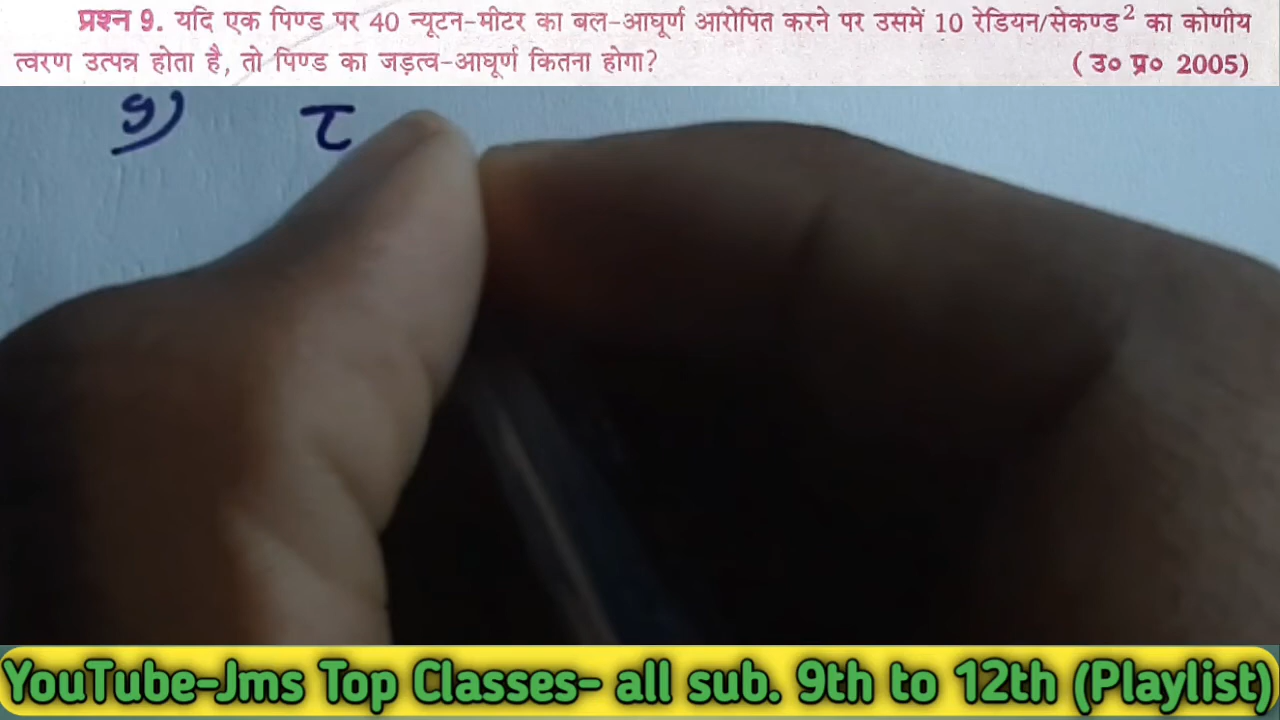 प्रश्न 9. यदि एक पिण्ड पर 40 न्यूटन-मीटर का बल-आघूर्ण आरोपित करने पर उसमें 10 रेडियन/सेकण्ड² का कोणीय
त्वरण उत्पन्न होता है, तो पिण्ड का जड़त्व-आघूर्ण कितना होगा? (उ० प्र० 2005)
9) τ
YouTube-Jms Top Classes- all sub. 9th to 12th (Playlist)